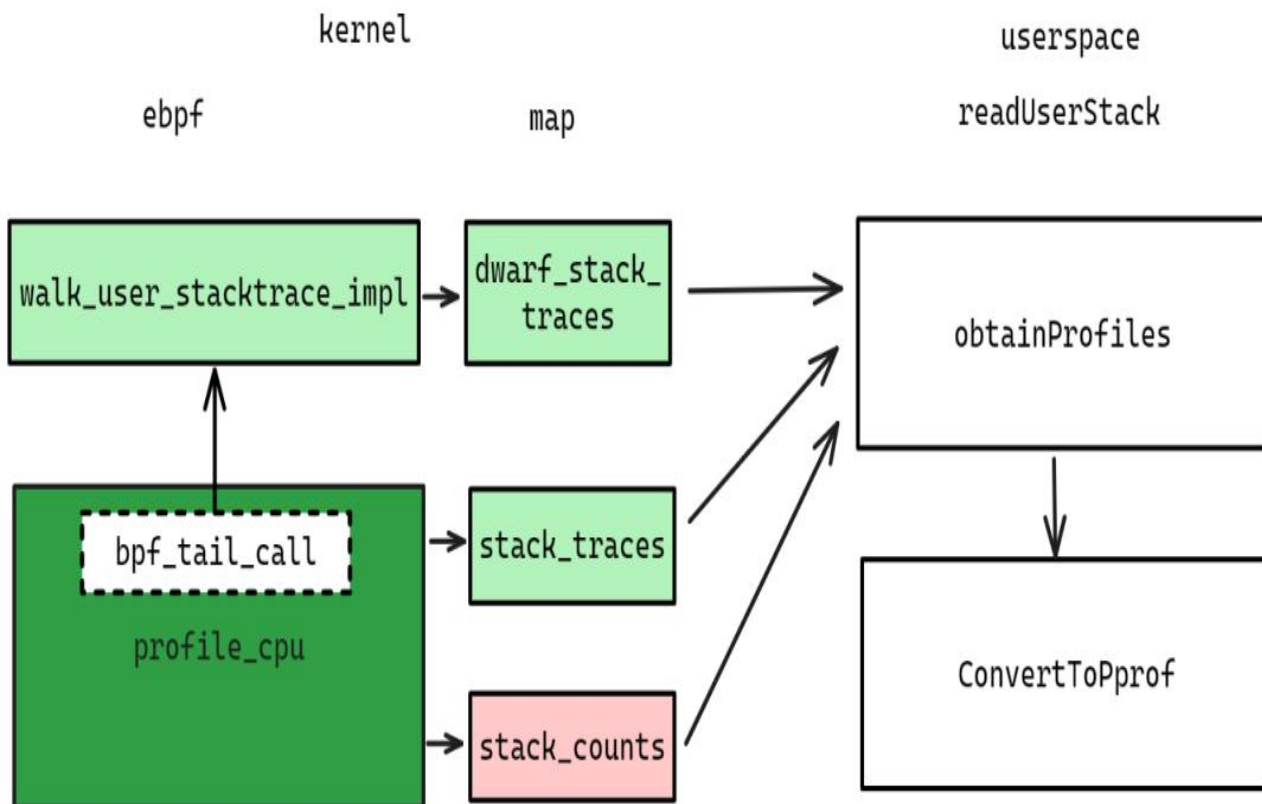 kernel
userspace
ebpf
map
readUserStack
walk_user_stacktrace_impl
dwarf_stack_
traces
obtainProfiles
bpf_tail_call
stack_traces
profile_cpu
ConvertToPprof
stack_counts